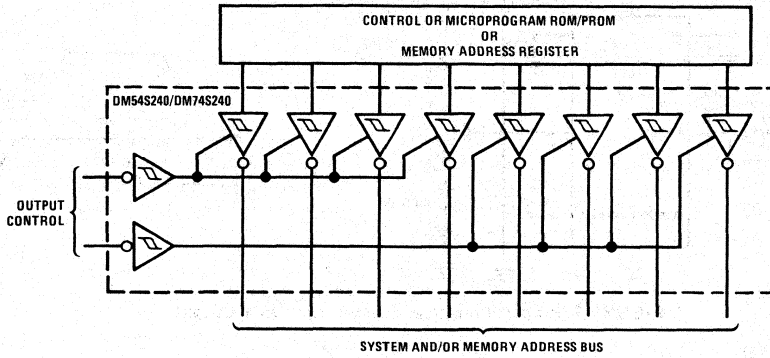 CONTROL OR MICROPROGRAM ROM/PROM
OR
MEMORY ADDRESS REGISTER
DM54S240/DM74S240
OUTPUT
CONTROL
SYSTEM AND/OR MEMORY ADDRESS BUS